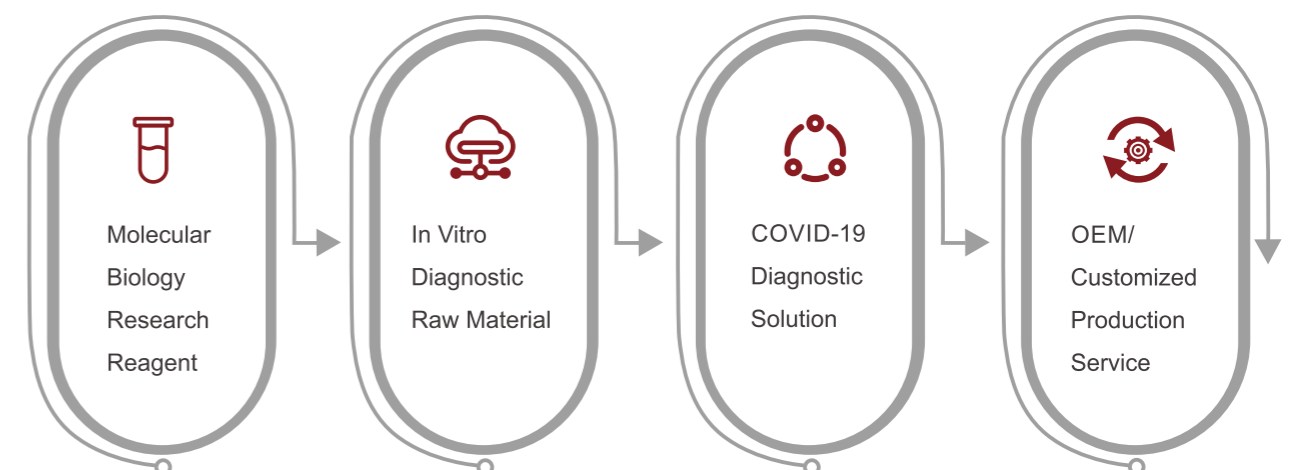 Molecular
Biology
Research
Reagent
In Vitro
Diagnostic
Raw Material
COVID-19
Diagnostic
Solution
OEM/
Customized
Production
Service